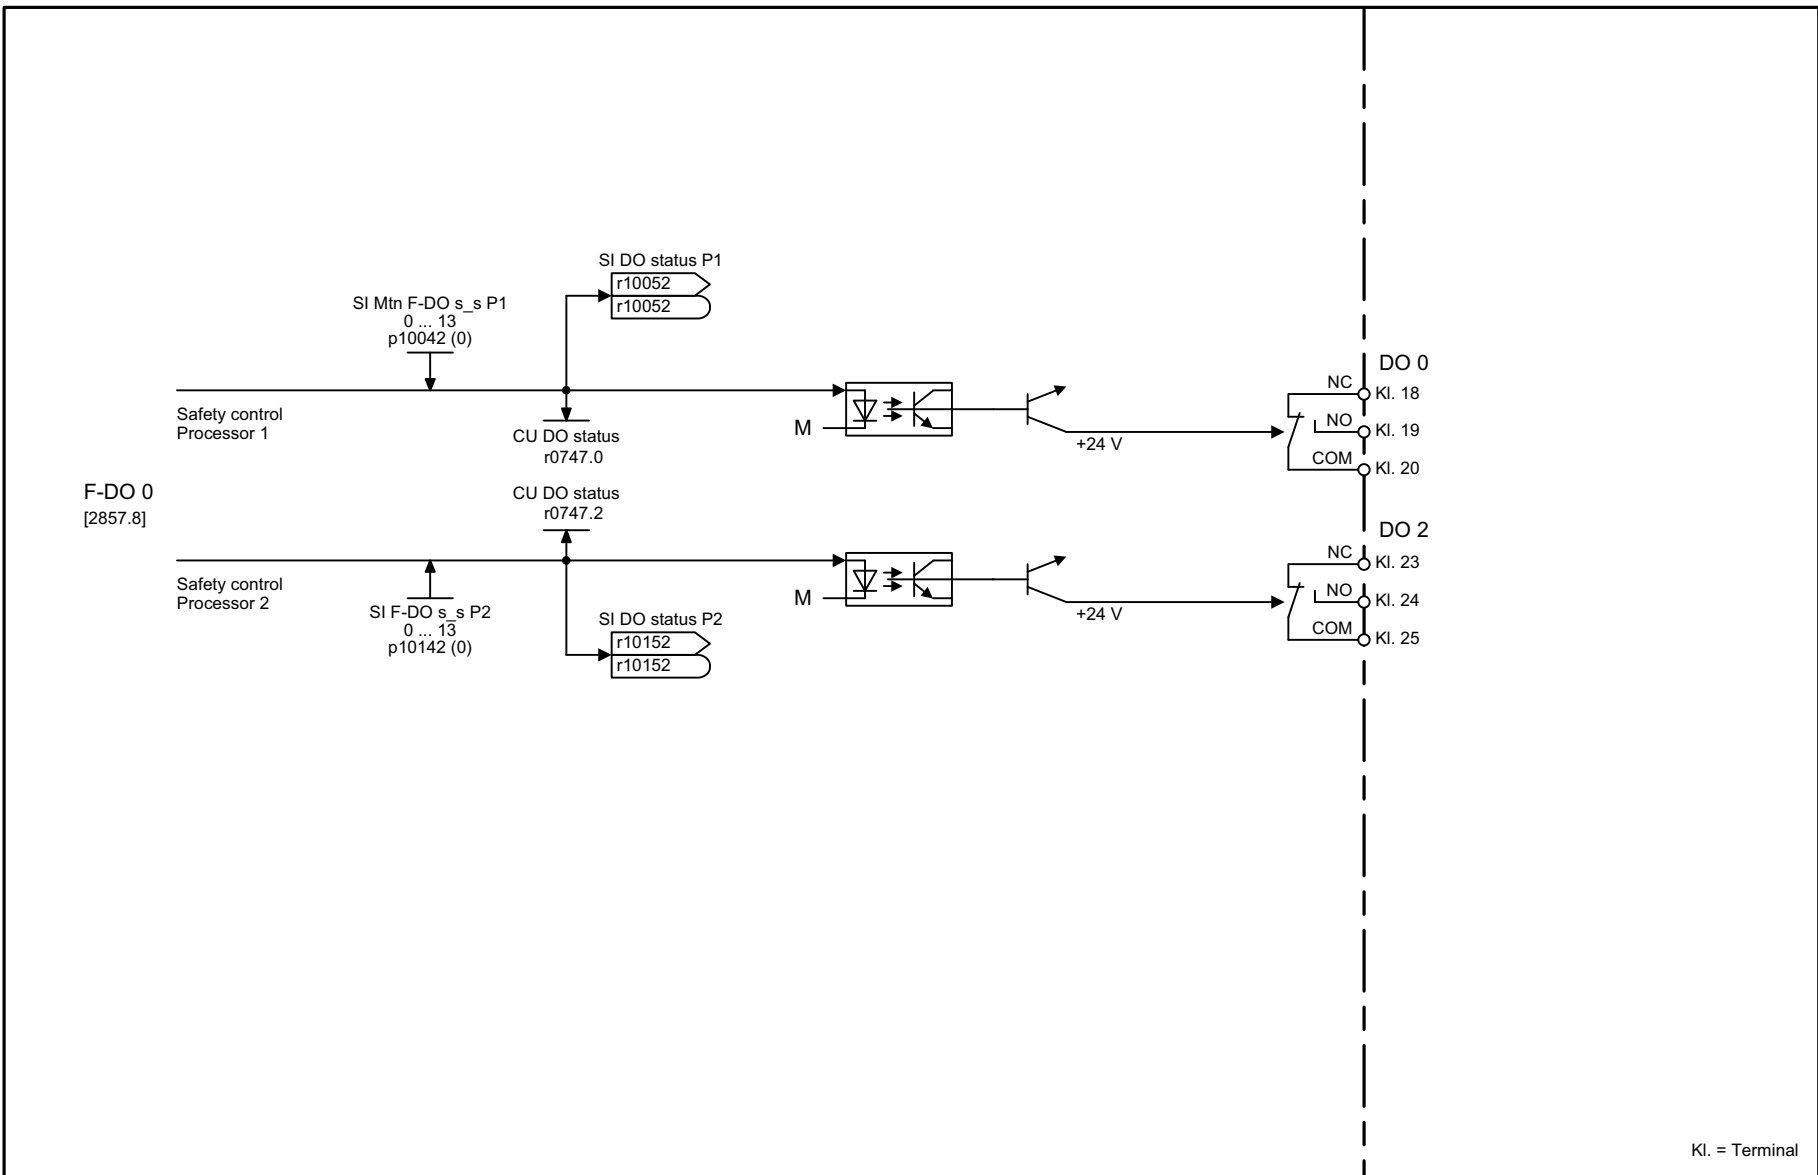 SI DO status P1
r10052
r10052
SI Mtn F-DO s_s P1
0 ... 13
p10042 (0)
Safety control
Processor 1
CU DO status
r0747.0
M
+24 V
DO 0
NC
Kl. 18
NO
Kl. 19
COM
Kl. 20
F-DO 0
[2857.8]
CU DO status
r0747.2
Safety control
Processor 2
SI F-DO s_s P2
0 ... 13
p10142 (0)
SI DO status P2
r10152
r10152
M
+24 V
DO 2
NC
Kl. 23
NO
Kl. 24
COM
Kl. 25
Kl. = Terminal